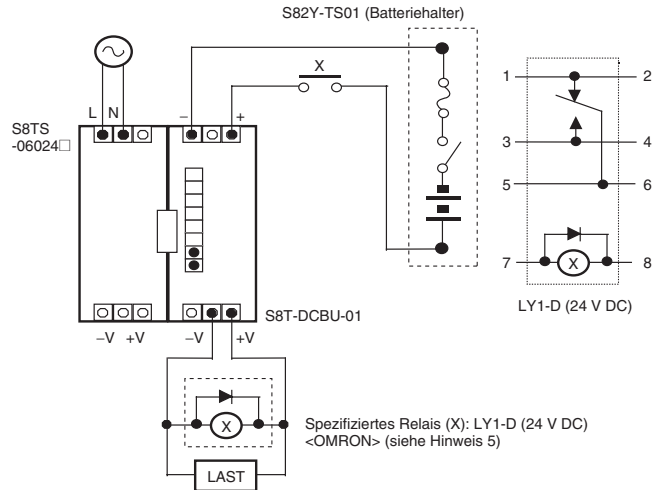 S82Y-TS01 (Batteriehalter)
X
L N
− +
S8TS
-06024□
1 2
3 4
5 6
7 X 8
LY1-D (24 V DC)
S8T-DCBU-01
−V +V −V +V
X
Spezifiziertes Relais (X): LY1-D (24 V DC)
<OMRON> (siehe Hinweis 5)
LAST